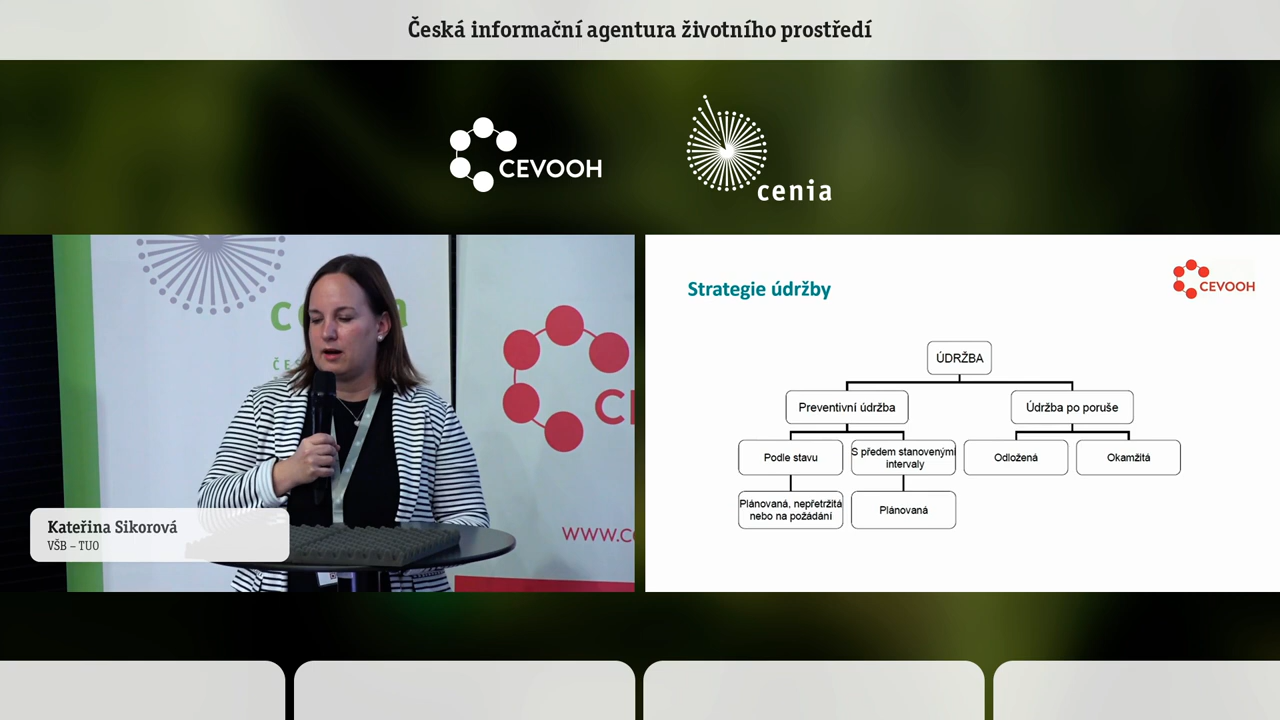 Česká informační agentura životního prostředí
CEVOOH
cenia
Kateřina Sikorová
VŠB – TUO
Strategie údržby
CEVOOH
ÚDRŽBA
Preventivní údržba
Údržba po poruše
Podle stavu
S předem stanovenými
intervaly
Odložená
Okamžitá
Plánovaná, nepřetržitá
nebo na požádání
Plánovaná